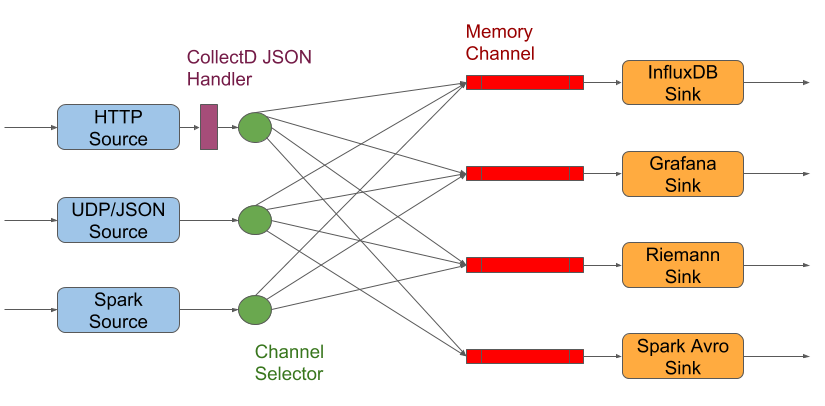 Memory
Channel
CollectD JSON
Handler
HTTP
Source
UDP/JSON
Source
Spark
Source
Channel
Selector
InfluxDB
Sink
Grafana
Sink
Riemann
Sink
Spark Avro
Sink